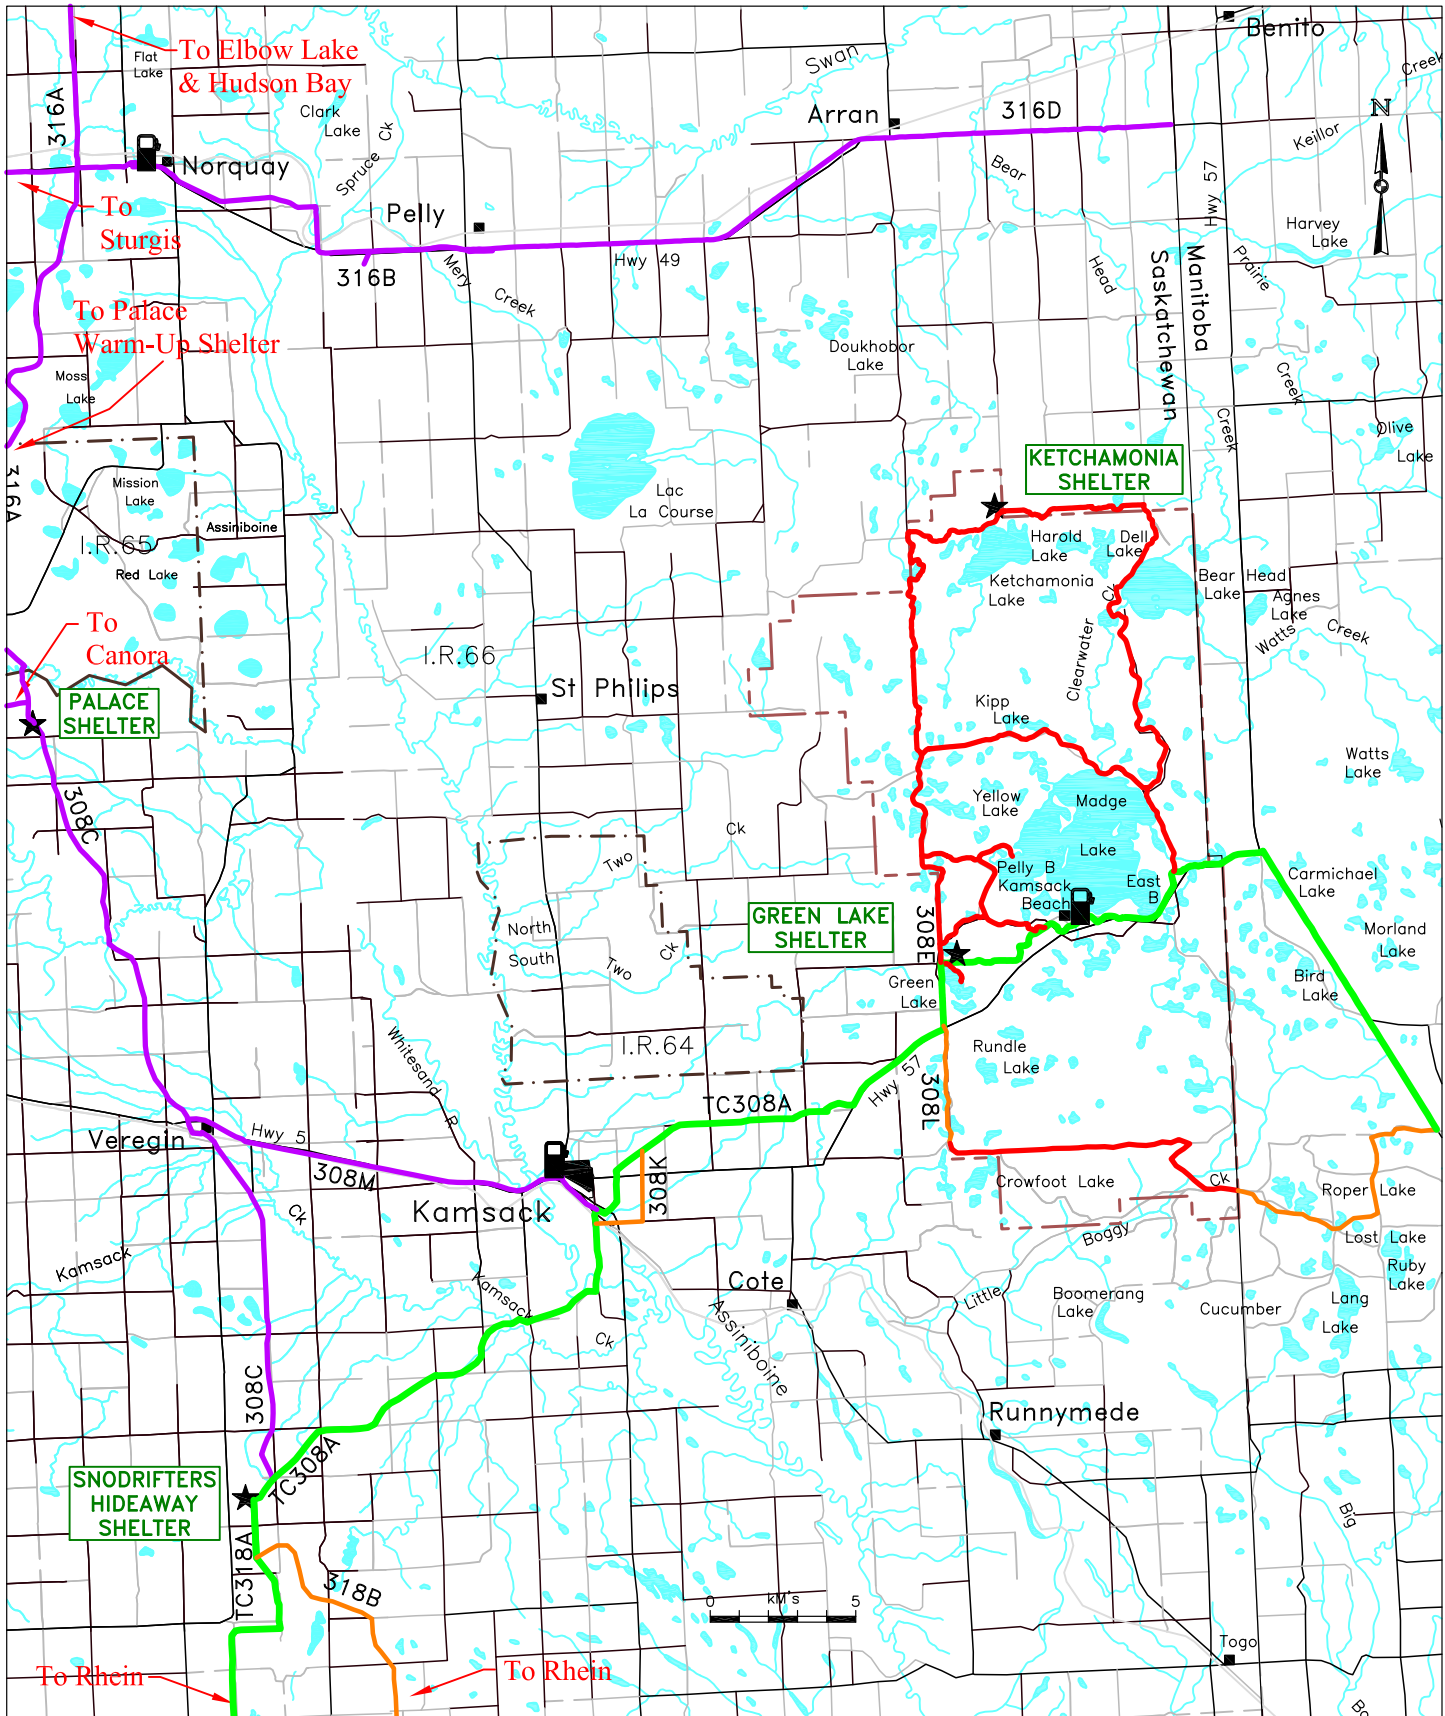 Benito
To Elbow Lake
& Hudson Bay
Flat
Lake
Swan
Creek
316A
Clark
Lake
Spruce Ck
Arran
316D
N
Keillor
Norquay
Bear
Hwy 57
To
Sturgis
Pelly
Harvey
Lake
316B
Mery
Creek
Hwy 49
Head
Manitoba
Saskatchewan
Prairie
Creek
To Palace
Warm-Up Shelter
Doukhobor
Lake
Moss
Lake
Creek
Olive
Lake
316A
Mission
Lake
Lac
La Course
KETCHAMONIA
SHELTER
Assiniboine
I.R.65
Red Lake
Harold
Lake
Dell
Lake
Ketchamonia
Lake
Ck
Clearwater
Bear Head
Lake
Agnes
Lake
Watts
Creek
To
Canora
I.R.66
St Philips
PALACE
SHELTER
Kipp
Lake
Watts
Lake
308C
Yellow
Lake
Madge
Lake
Ck
Two
North
South
Two
Ck
Pelly B
Kamsack
Beach
East
B
Carmichael
Lake
GREEN LAKE
SHELTER
308E
Morland
Lake
Green
Lake
Bird
Lake
Whitesand
R
I.R.64
Rundle
Lake
Hwy 57
308L
TC308A
Veregin
Hwy 5
308M
308K
Kamsack
Crowfoot Lake
Ck
Roper Lake
Ck
Kamsack
Boggy
Lost Lake
Ruby
Lake
Cote
Kamsack
Ck
Assiniboine
Little
Boomerang
Lake
Cucumber
Lang
Lake
308C
Runnymede
TC308A
SNODRIFTERS
HIDEAWAY
SHELTER
Big
TC318A
318B
0 kM's 5
Togo
To Rhein
To Rhein